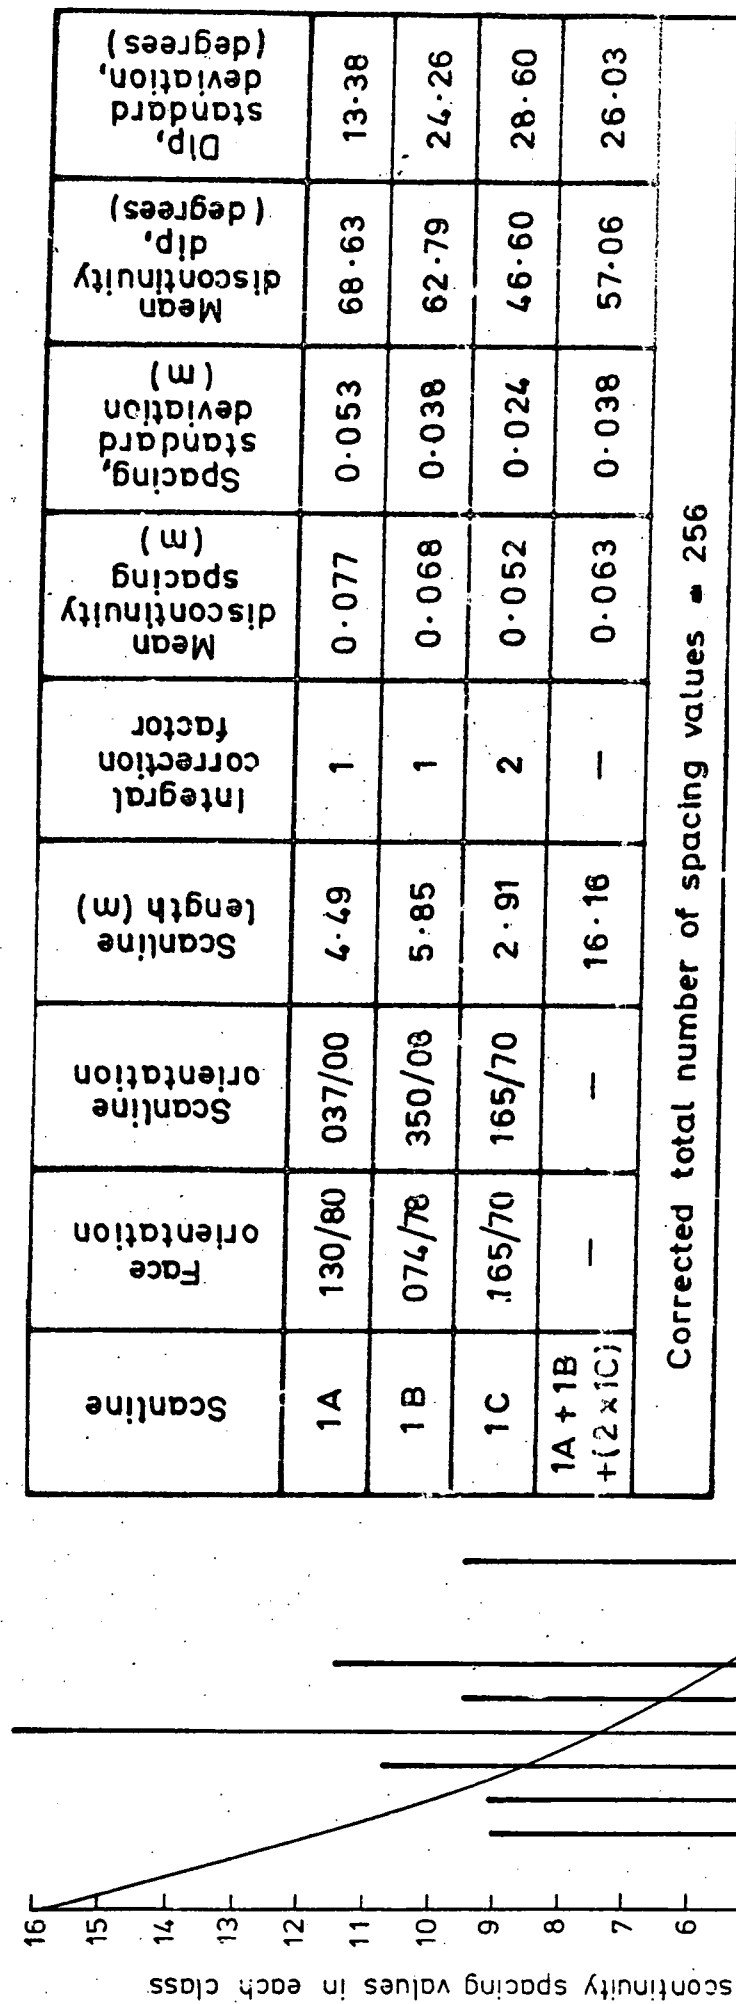 Scanline
Face
orientation
Scanline
orientation
Scanline
length (m)
Integral
correction
factor
Mean
discontinuity
spacing
(m)
Spacing,
standard
deviation
(m)
Mean
discontinuity
dip,
(degrees)
Dip,
standard
deviation,
(degrees)
1A 130/80 037/00 4·49 1 0·077 0·053 68·63 13·38
1B 074/78 350/08 5·85 1 0·068 0·038 62·79 24·26
1C 165/70 165/70 2·91 2 0·052 0·024 46·60 28·60
1A + 1B
+(2×1C) — — 16·16 — 0·063 0·038 57·06 26·03
Corrected total number of spacing values = 256
16
15
14
13
12
11
10
9
8
7
6
scontinuity spacing values in each class